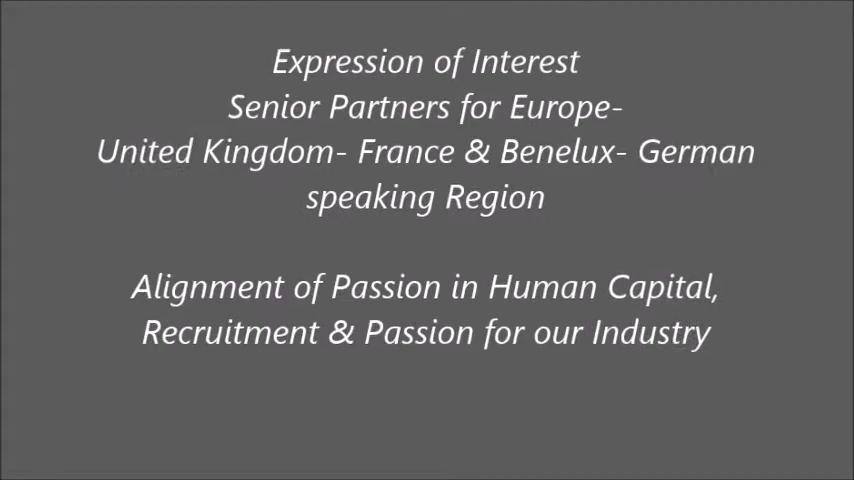 Expression of Interest
Senior Partners for Europe-
United Kingdom- France & Benelux- German
speaking Region
Alignment of Passion in Human Capital,
Recruitment & Passion for our Industry